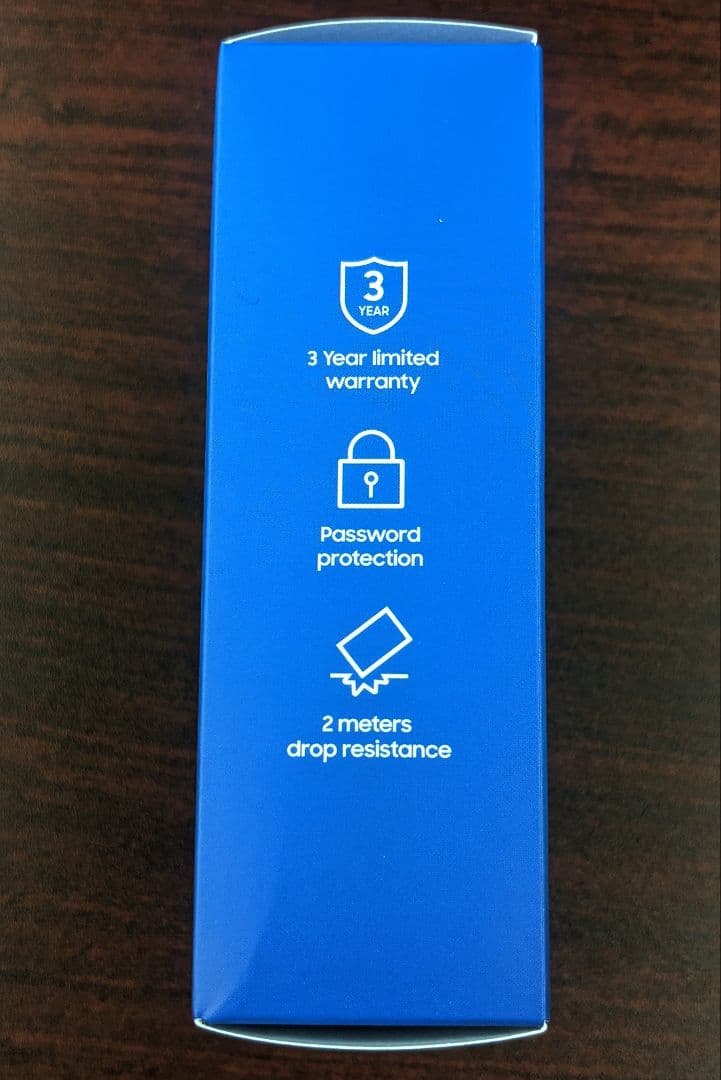 3
YEAR
3 Year limited
warranty
Password
protection
2 meters
drop resistance